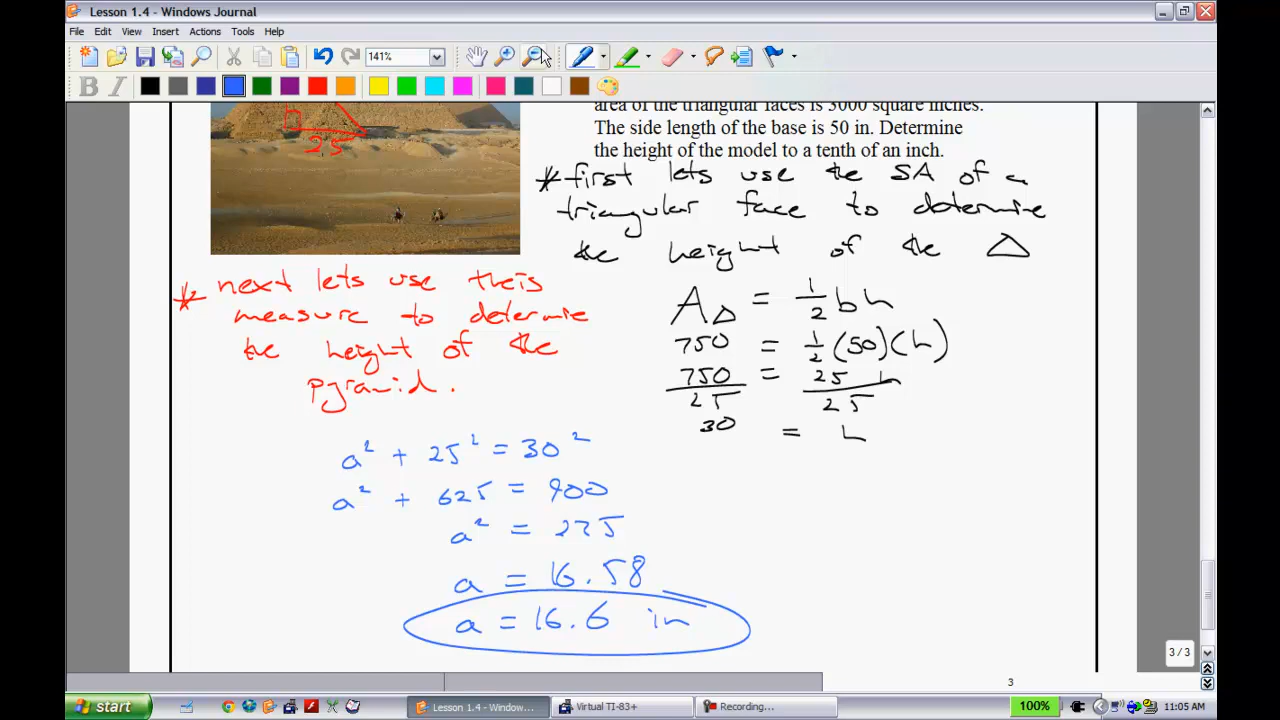 Lesson 1.4 - Windows Journal
File Edit View Insert Actions Tools Help
141%
B I
25
area of the triangular faces is 3000 square inches.
The side length of the base is 50 in. Determine
the height of the model to a tenth of an inch.
* first lets use the SA of a
triangular face to determine
the height of the △
A△ = 1/2 bh
750 = 1/2 (50)(h)
750/25 = 25 h/25
30 = h
* next lets use theis
measure to determine
the height of the
pyramid.
a² + 25² = 30²
a² + 625 = 900
a² = 275
a = 16.58
a = 16.6 in
3/3
3
start
Lesson 1.4 - Window...
Virtual TI-83+
Recording...
100%
11:05 AM